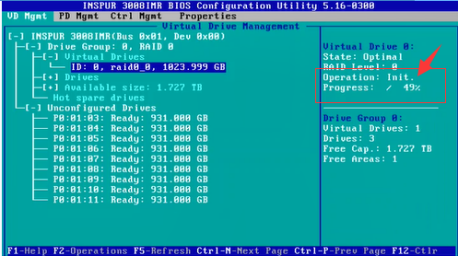 INSPUR 3008IMR BIOS Configuration Utility 5.16-0300
VD Mgmt PD Mgmt Ctrl Mgmt Properties
Virtual Drive Management
[-] INSPUR 3008IMR(Bus 0x01, Dev 0x00)
[-] Drive Group: 0, RAID 0
[-] Virtual Drives
ID: 0, raid0_0, 1023.999 GB
[+] Drives
[+] Available size: 1.727 TB
Hot spare drives
[-] Unconfigured Drives
P0:01:03: Ready: 931.000 GB
P0:01:04: Ready: 931.000 GB
P0:01:05: Ready: 931.000 GB
P0:01:06: Ready: 931.000 GB
P0:01:07: Ready: 931.000 GB
P0:01:08: Ready: 931.000 GB
P0:01:09: Ready: 931.000 GB
P0:01:10: Ready: 931.000 GB
P0:01:11: Ready: 931.000 GB
Virtual Drive 0:
State: Optimal
RAID Level: 0
Operation: Init.
Progress: / 49%
Drive Group 0:
Virtual Drives: 1
Drives: 3
Free Cap.: 1.727 TB
Free Areas: 1
F1-Help F2-Operations F5-Refresh Ctrl-N-Next Page Ctrl-P-Prev Page F12-Ctlr